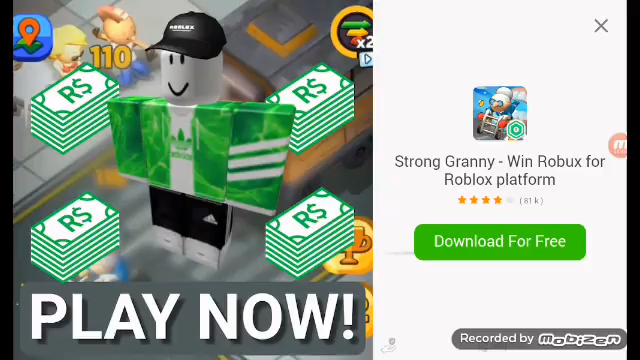 ROBLOX
110
x2
R$
R$
R$
R$
adidas
PLAY NOW!
Strong Granny - Win Robux for
Roblox platform
(81 k)
Download For Free
Recorded by MOBIZEN